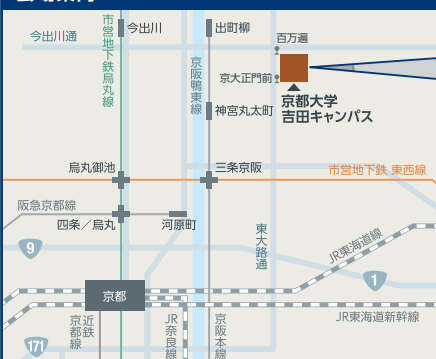 今出川通
市営地下鉄烏丸線
今出川
出町柳
百万遍
京阪鴨東線
京大正門前
神宮丸太町
京都大学
吉田キャンパス
烏丸御池
三条京阪
市営地下鉄 東西線
阪急京都線
四条／烏丸
河原町
東大路通
JR東海道線
9
1
京都
JR東海道新幹線
171
近鉄
京都線
JR奈良線
京阪本線